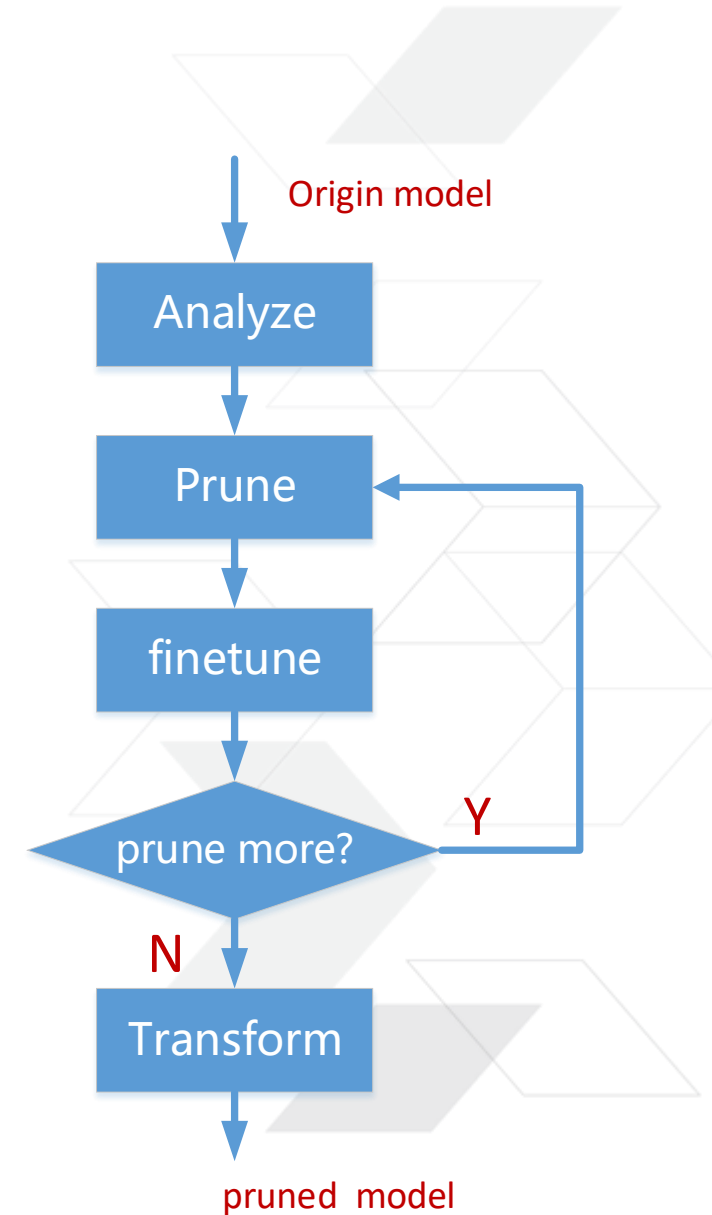 Origin model
Analyze
Prune
finetune
prune more?
Y
N
Transform
pruned model